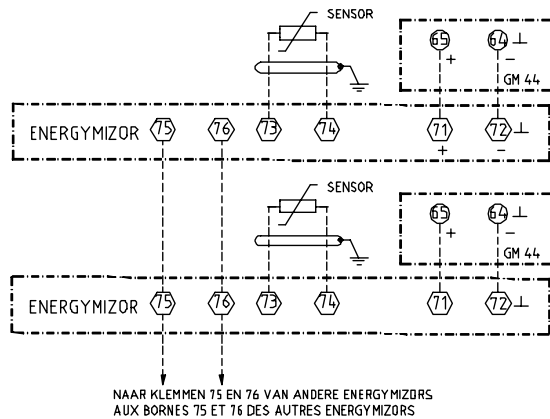 SENSOR
65 64 ⊥
+ −
GM 44
ENERGYMIZOR 75 76 73 74 71 72 ⊥
+ −
SENSOR
65 64 ⊥
+ −
GM 44
ENERGYMIZOR 75 76 73 74 71 72 ⊥
NAAR KLEMMEN 75 EN 76 VAN ANDERE ENERGYMIZORS
AUX BORNES 75 ET 76 DES AUTRES ENERGYMIZORS